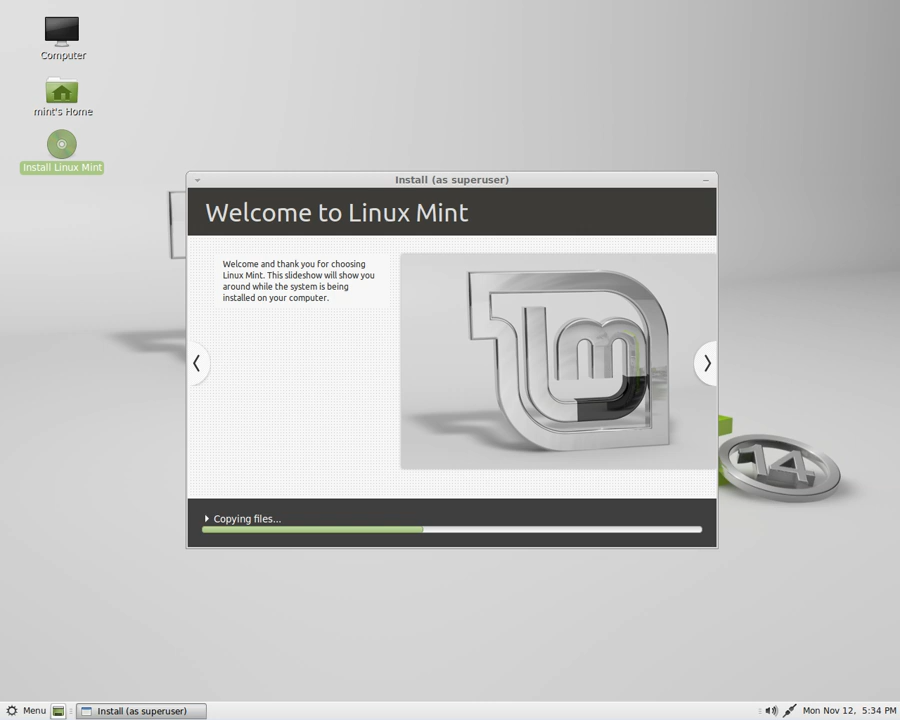 Computer
mint's Home
Install Linux Mint
Install (as superuser)
Welcome to Linux Mint
Welcome and thank you for choosing
Linux Mint. This slideshow will show you
around while the system is being
installed on your computer.
14
Copying files...
Menu
Install (as superuser)
Mon Nov 12, 5:34 PM